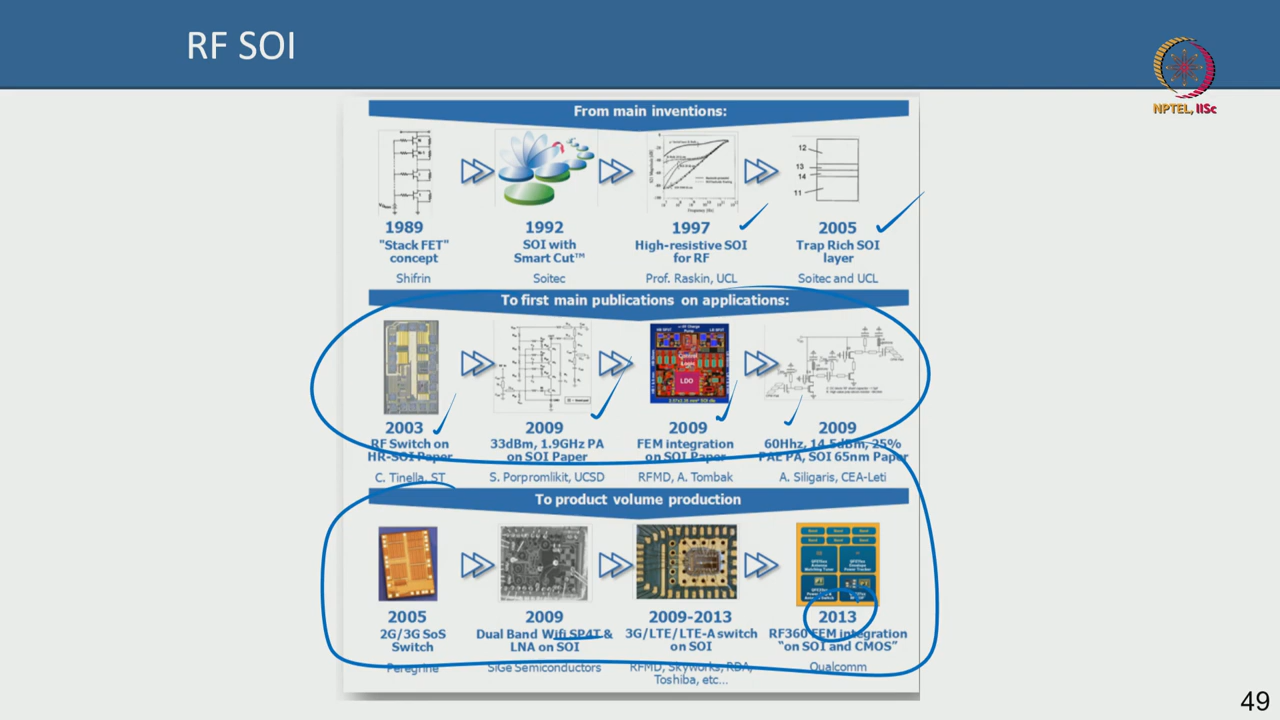 RF SOI
NPTEL, IISc
From main inventions:
12
13
14
11
1989
"Stack FET"
concept
Shifrin
1992
SOI with
Smart Cut™
Soitec
1997
High-resistive SOI
for RF
Prof. Raskin, UCL
2005
Trap Rich SOI
layer
Soitec and UCL
To first main publications on applications:
Control
Logic
LDO
2003
RF Switch on
HR-SOI Paper
C. Tinella, ST
2009
33dBm, 1.9GHz PA
on SOI Paper
S. Porpromlikit, UCSD
2009
FEM integration
on SOI Paper
RFMD, A. Tombak
2009
60Hhz, 14.5dBm, 25%
PAE PA, SOI 65nm Paper
A. Siligaris, CEA-Leti
To product volume production
2005
2G/3G SoS
Switch
Peregrine
2009
Dual Band Wifi SP4T &
LNA on SOI
SiGe Semiconductors
2009-2013
3G/LTE/LTE-A switch
on SOI
RFMD, Skyworks, RDA,
Toshiba, etc...
2013
RF360 FEM integration
"on SOI and CMOS"
Qualcomm
49